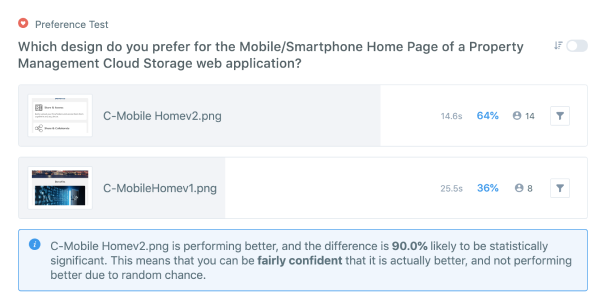 Preference Test
Which design do you prefer for the Mobile/Smartphone Home Page of a Property
Management Cloud Storage web application?
C-Mobile Homev2.png 14.6s 64% 14
C-MobileHomev1.png 25.5s 36% 8
C-Mobile Homev2.png is performing better, and the difference is 90.0% likely to be statistically
significant. This means that you can be fairly confident that it is actually better, and not performing
better due to random chance.